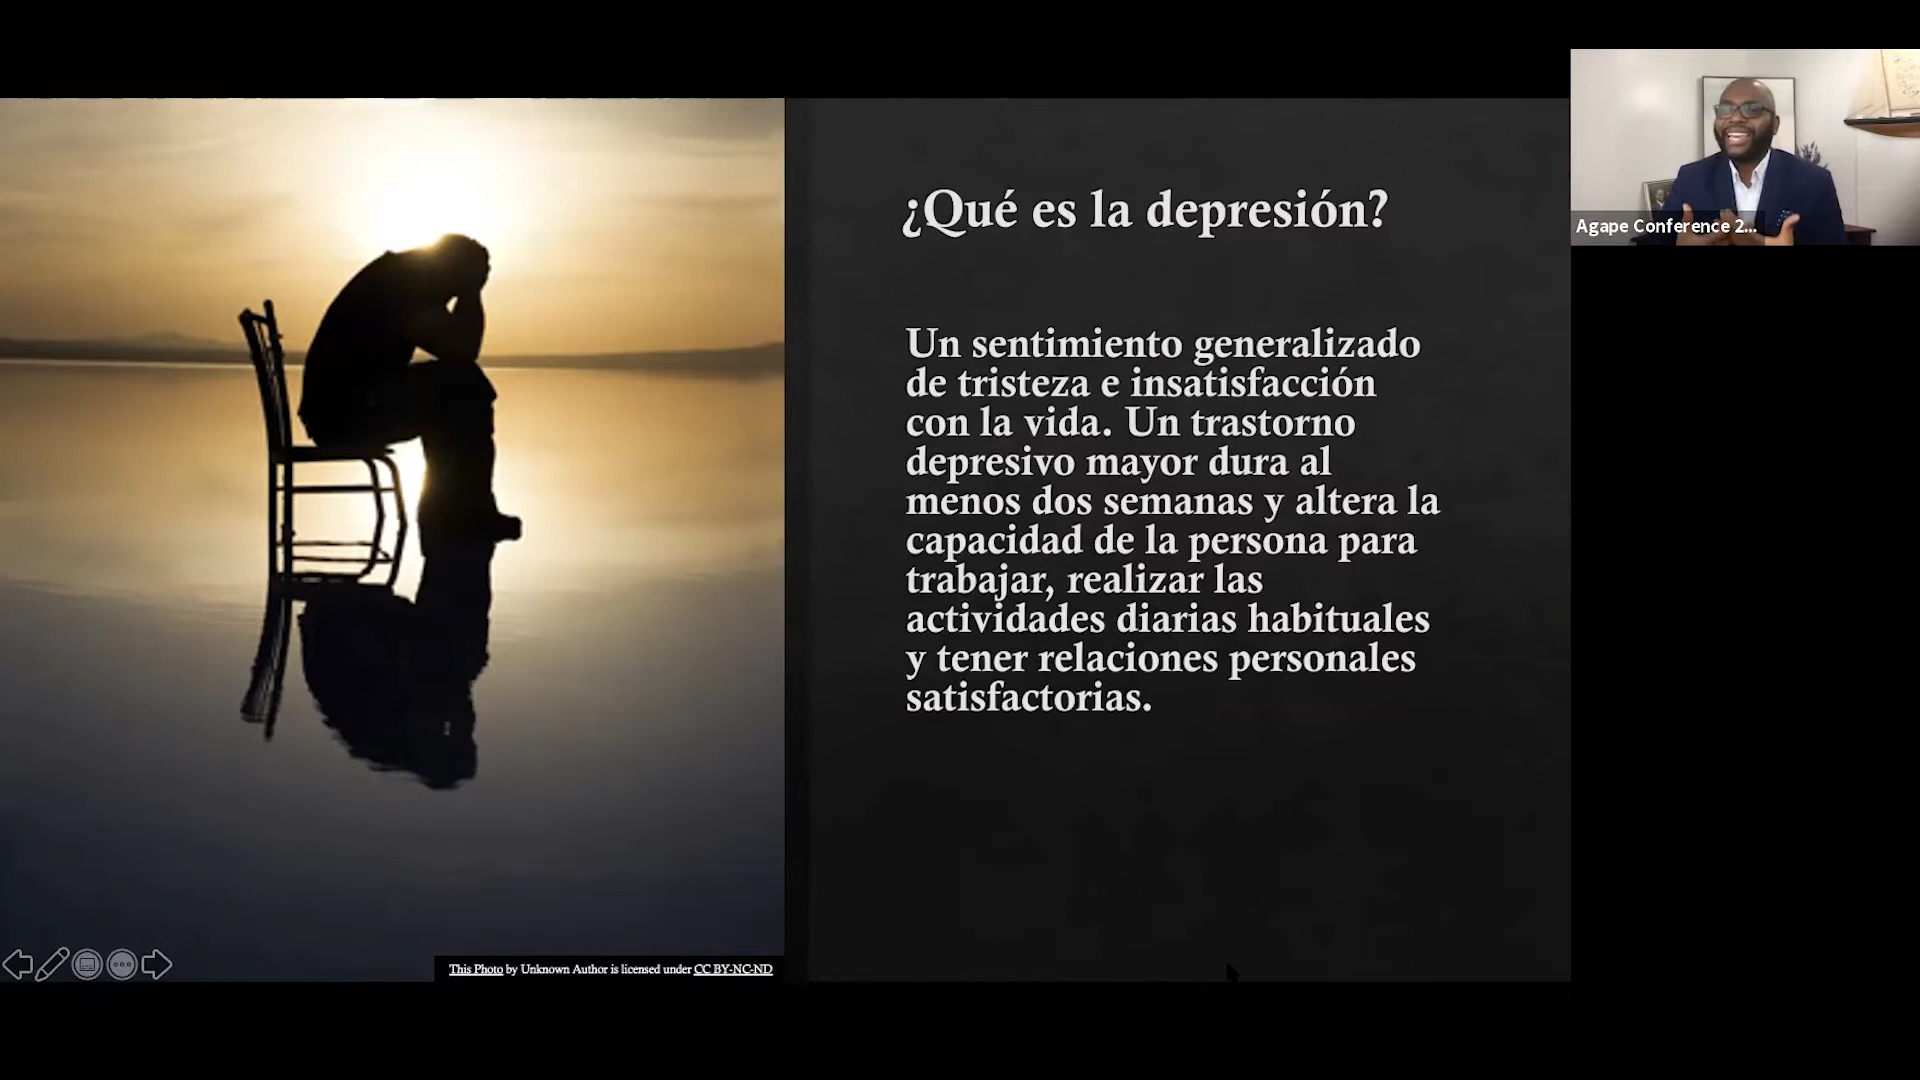 ¿Qué es la depresión?
Un sentimiento generalizado
de tristeza e insatisfacción
con la vida. Un trastorno
depresivo mayor dura al
menos dos semanas y altera la
capacidad de la persona para
trabajar, realizar las
actividades diarias habituales
y tener relaciones personales
satisfactorias.
This Photo by Unknown Author is licensed under CC BY-NC-ND
Agape Conference 2...